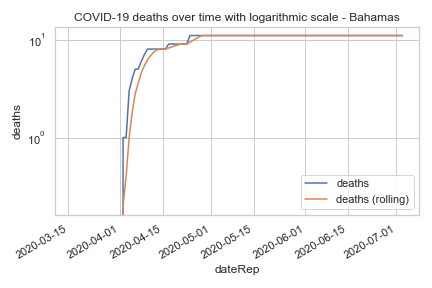 COVID-19 deaths over time with logarithmic scale - Bahamas
10¹
10⁰
deaths
deaths
deaths (rolling)
2020-03-15
2020-04-01
2020-04-15
2020-05-01
2020-05-15
2020-06-01
2020-06-15
2020-07-01
dateRep